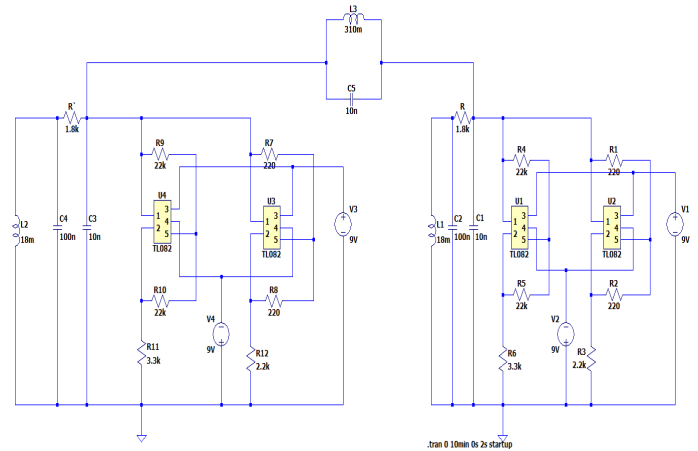 L3
310m
C5
10n
R´
1.8k
R
1.8k
R9
22k
R7
220
R4
22k
R1
220
U4
1
2
3
4
5
TL082
U3
1
2
3
4
5
TL082
V3
9V
U1
1
2
3
4
5
TL082
U2
1
2
3
4
5
TL082
V1
9V
L2
18m
C4
100n
C3
10n
L1
18m
C2
100n
C1
10n
R10
22k
R8
220
R5
22k
R2
220
V4
9V
V2
9V
R11
3.3k
R12
2.2k
R6
3.3k
R3
2.2k
.tran 0 10min 0s 2s startup